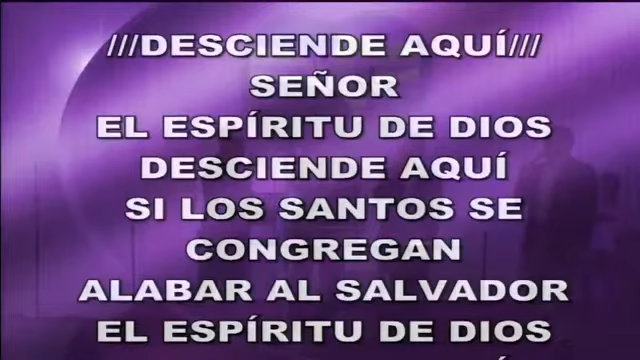 ///DESCIENDE AQUÍ///
SEÑOR
EL ESPÍRITU DE DIOS
DESCIENDE AQUÍ
SI LOS SANTOS SE
CONGREGAN
ALABAR AL SALVADOR
EL ESPÍRITU DE DIOS